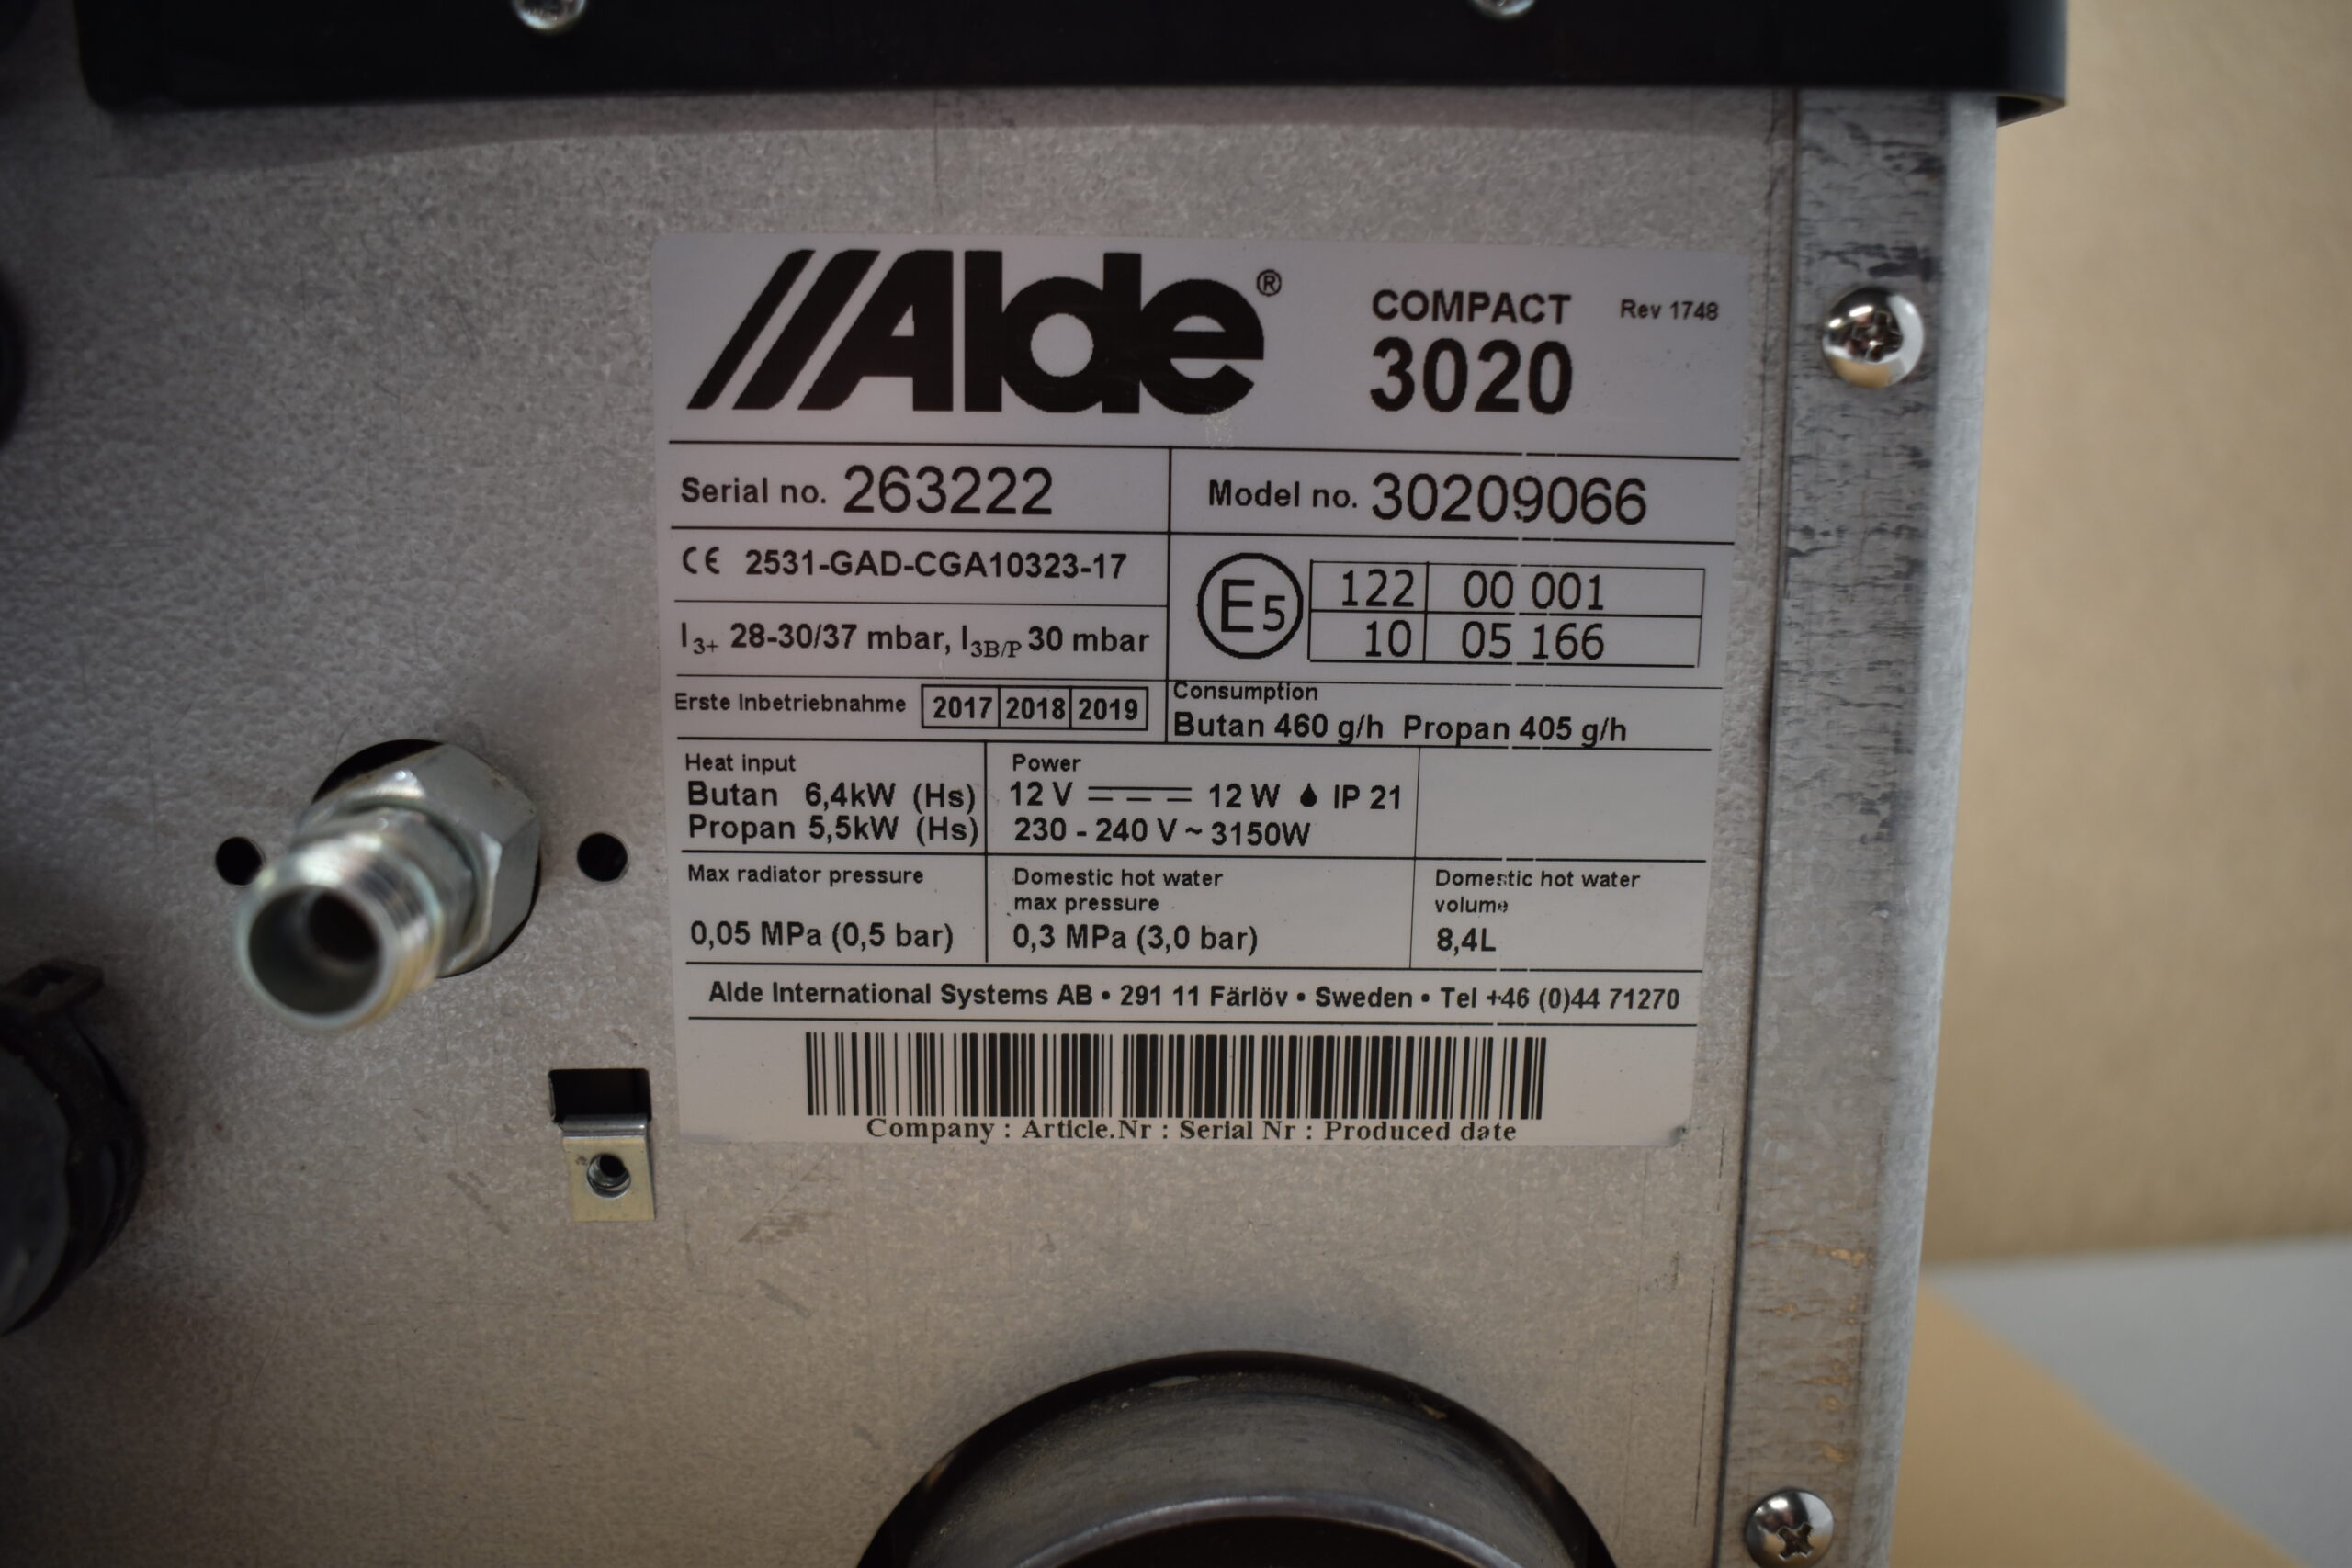 Alde® COMPACT Rev 1748
3020
Serial no. 263222 Model no. 30209066
CE 2531-GAD-CGA10323-17
E5 122 00 001
10 05 166
I3+ 28-30/37 mbar, I3B/P 30 mbar
Erste Inbetriebnahme 2017 2018 2019
Consumption
Butan 460 g/h Propan 405 g/h
Heat input
Butan 6,4kW (Hs)
Propan 5,5kW (Hs)
Power
12 V 12 W IP 21
230 - 240 V ~ 3150W
Max radiator pressure
0,05 MPa (0,5 bar)
Domestic hot water
max pressure
0,3 MPa (3,0 bar)
Domestic hot water
volume
8,4L
Alde International Systems AB • 291 11 Färlöv • Sweden • Tel +46 (0)44 71270
Company : Article.Nr : Serial Nr : Produced date